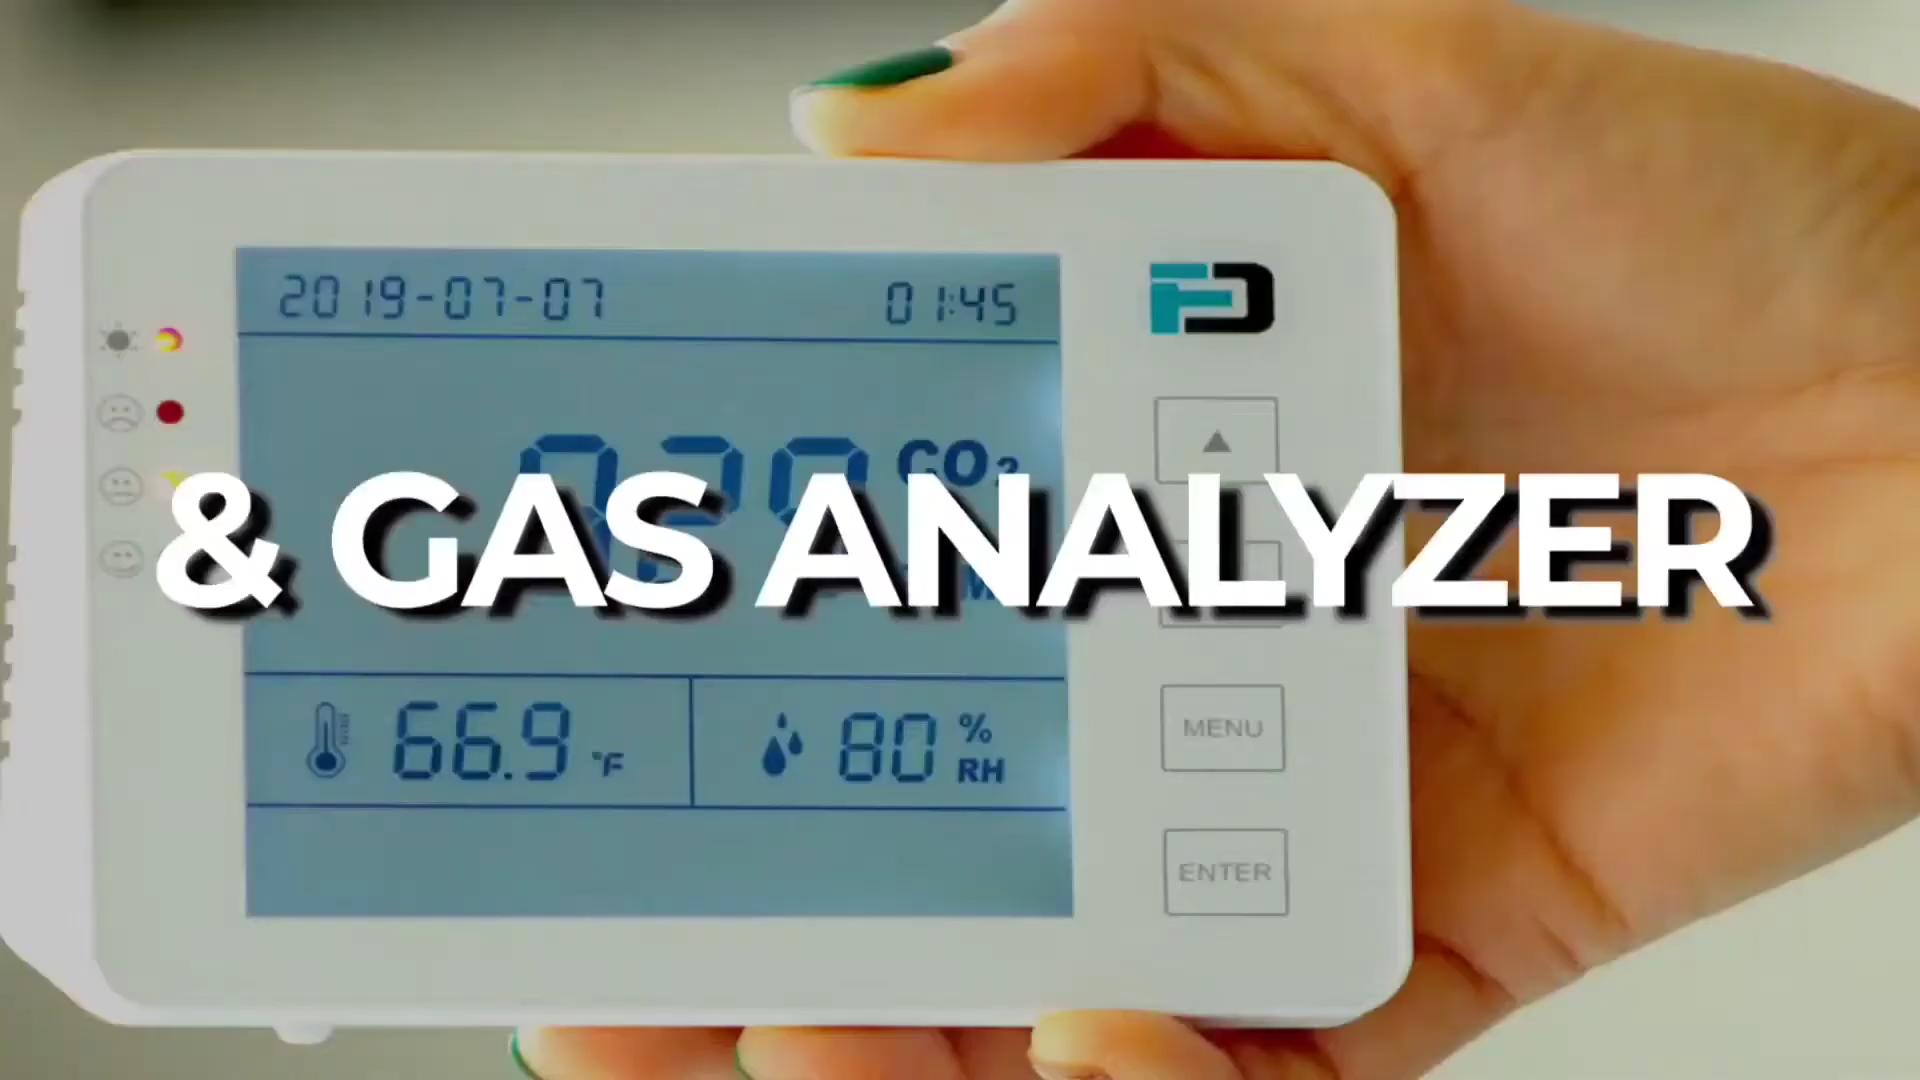 2019-07-07 01:45
CO₂
& GAS ANALYZER
66.9 °F
80 % RH
MENU
ENTER